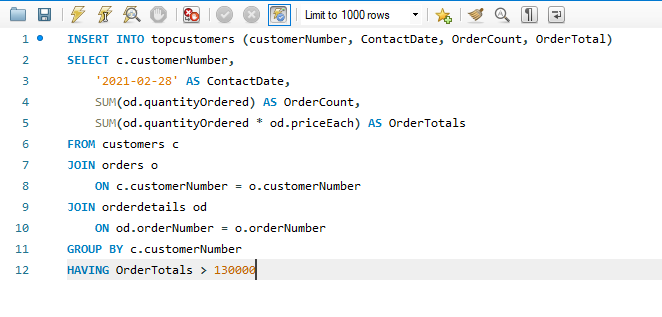 Limit to 1000 rows
1 INSERT INTO topcustomers (customerNumber, ContactDate, OrderCount, OrderTotal)
2 SELECT c.customerNumber,
3 '2021-02-28' AS ContactDate,
4 SUM(od.quantityOrdered) AS OrderCount,
5 SUM(od.quantityOrdered * od.priceEach) AS OrderTotals
6 FROM customers c
7 JOIN orders o
8 ON c.customerNumber = o.customerNumber
9 JOIN orderdetails od
10 ON od.orderNumber = o.orderNumber
11 GROUP BY c.customerNumber
12 HAVING OrderTotals > 130000